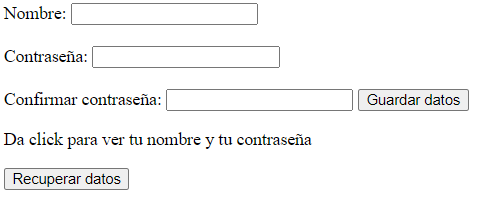 Nombre:
Contraseña:
Confirmar contraseña: Guardar datos
Da click para ver tu nombre y tu contraseña
Recuperar datos